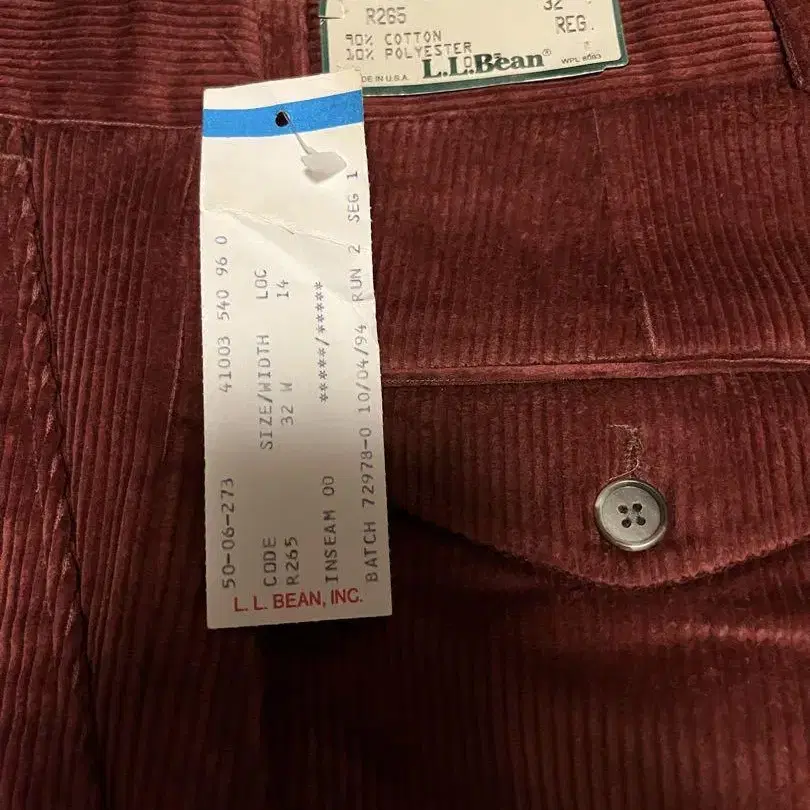 R265 32
REG.
90% COTTON
10% POLYESTER
DE IN U.S.A. L.L.Bean®
50-06-273 41003 540 96 0
CODE SIZE/WIDTH LOC
R265 32 W 14
INSEAM 00 *****/*****
BATCH 72978-0 10/04/94 RUN 2 SEG 1
L. L. BEAN, INC.